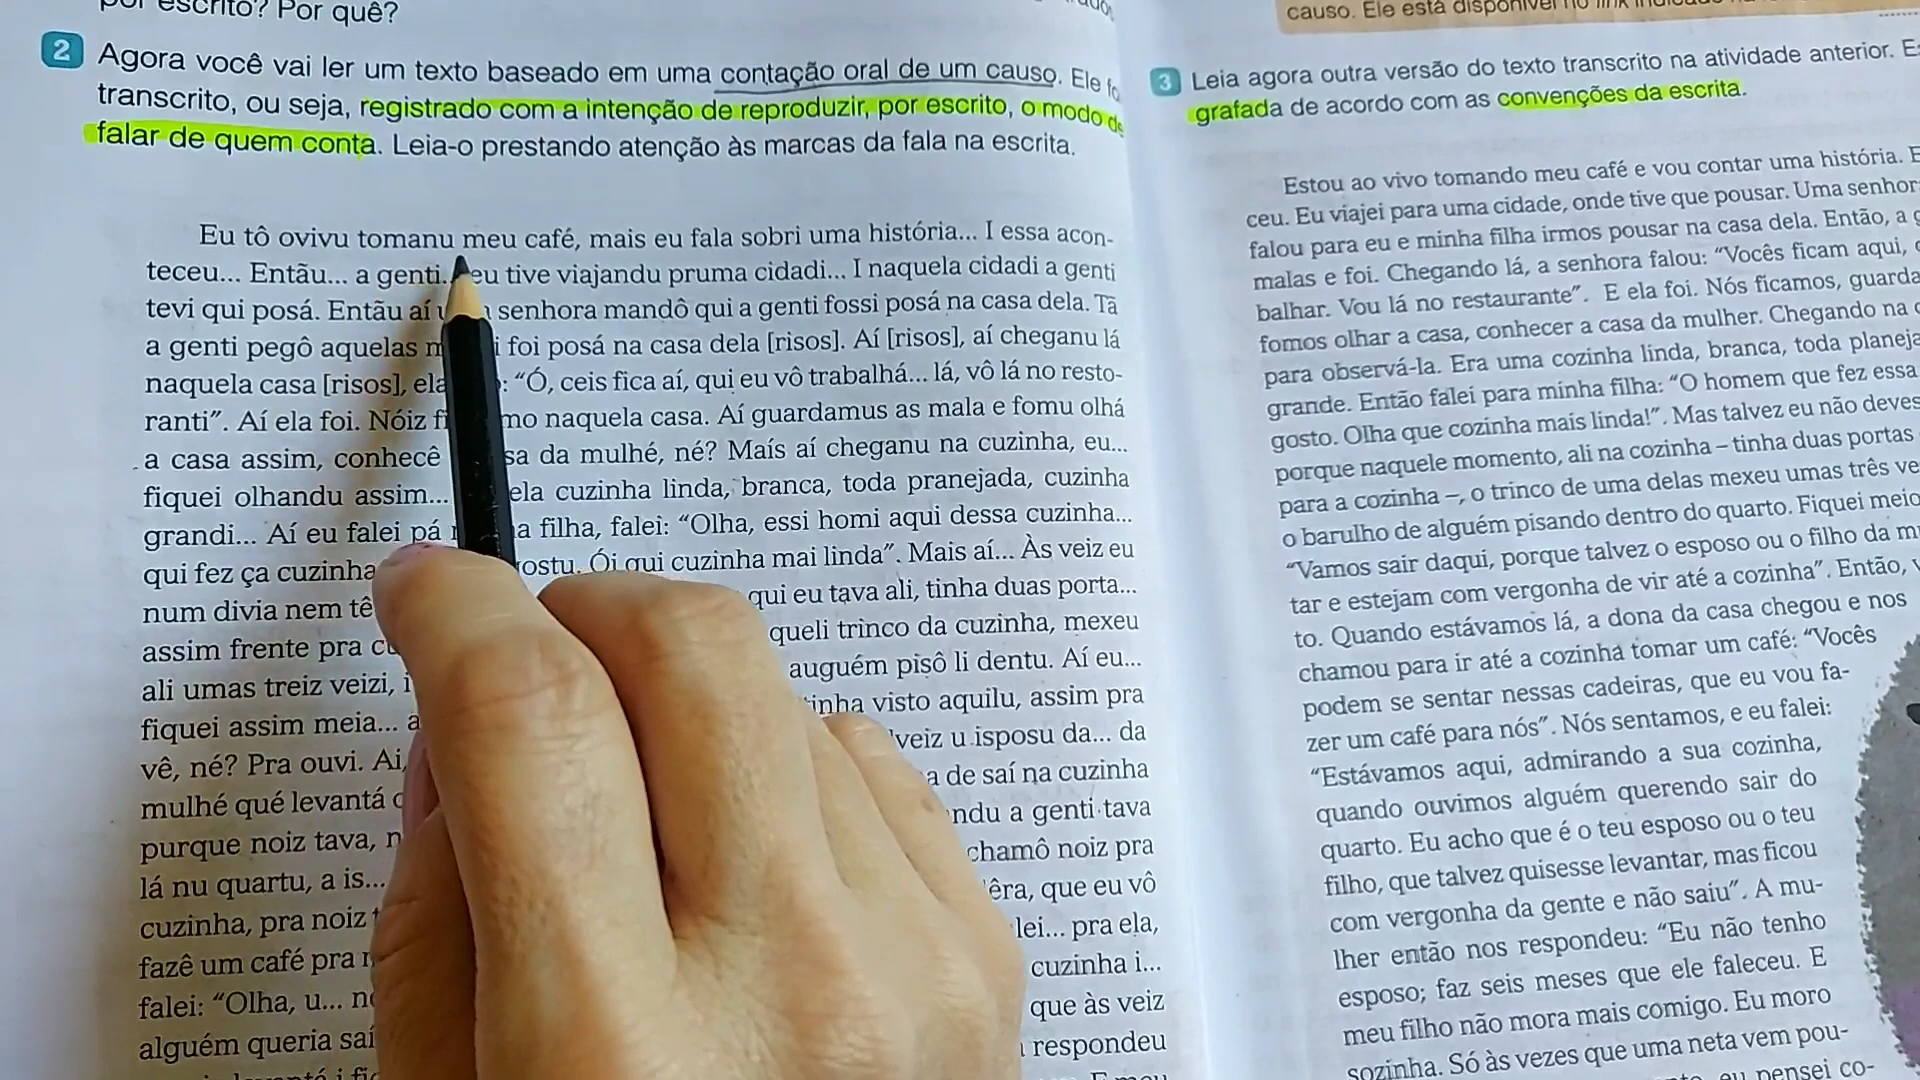 por escrito? Por quê?
2 Agora você vai ler um texto baseado em uma contação oral de um causo. Ele
transcrito, ou seja, registrado com a intenção de reproduzir, por escrito, o modo de
falar de quem conta. Leia-o prestando atenção às marcas da fala na escrita.
Eu tô ovivu tomanu meu café, mais eu fala sobri uma história... I essa acon-
teceu... Entãu... a genti... eu tive viajandu pruma cidadi... I naquela cidadi a genti
tevi qui posá. Entãu aí senhora mandô qui a genti fossi posá na casa dela. Tã
a genti pegô aquelas i foi posá na casa dela [risos]. Aí [risos], aí cheganu lá
naquela casa [risos], ela : “Ó, ceis fica aí, qui eu vô trabalhá... lá, vô lá no resto-
ranti”. Aí ela foi. Nóiz naquela casa. Aí guardamus as mala e fomu olhá
a casa assim, conhecê da mulhé, né? Maís aí cheganu na cuzinha, eu...
fiquei olhandu assim... cuzinha linda, branca, toda pranejada, cuzinha
grandi... Aí eu falei pá filha, falei: “Olha, essi homi aqui dessa cuzinha...
qui fez ça cuzinha Ói qui cuzinha mai linda”. Mais aí... Às veiz eu
num divia nem tê qui eu tava ali, tinha duas porta...
assim frente pra queli trinco da cuzinha, mexeu
ali umas treiz veizi, i auguém pisô li dentu. Aí eu...
fiquei assim meia... visto aquilu, assim pra
vê, né? Pra ouvi. Ai, u isposu da... da
mulhé qué levantá de saí na cuzinha
purque noiz tava, a genti tava
lá nu quartu, a is... chamô noiz pra
cuzinha, pra noiz que eu vô
fazê um café pra pra ela,
falei: “Olha, u... cuzinha i...
alguém queria saí que às veiz
respondeu
causo. Ele está disponível no link
3 Leia agora outra versão do texto transcrito na atividade anterior.
grafada de acordo com as convenções da escrita.
Estou ao vivo tomando meu café e vou contar uma história.
ceu. Eu viajei para uma cidade, onde tive que pousar. Uma
falou para eu e minha filha irmos pousar na casa dela. Então, a
malas e foi. Chegando lá, a senhora falou: “Vocês ficam aqui,
balhar. Vou lá no restaurante”. E ela foi. Nós ficamos,
fomos olhar a casa, conhecer a casa da mulher. Chegando na
para observá-la. Era uma cozinha linda, branca, toda
grande. Então falei para minha filha: “O homem que fez essa
gosto. Olha que cozinha mais linda!”. Mas talvez eu não
porque naquele momento, ali na cozinha – tinha duas portas
para a cozinha –, o trinco de uma delas mexeu umas três
o barulho de alguém pisando dentro do quarto. Fiquei
“Vamos sair daqui, porque talvez o esposo ou o filho da
tar e estejam com vergonha de vir até a cozinha”. Então,
to. Quando estávamos lá, a dona da casa chegou e nos
chamou para ir até a cozinha tomar um café: “Vocês
podem se sentar nessas cadeiras, que eu vou fa-
zer um café para nós”. Nós sentamos, e eu falei:
“Estávamos aqui, admirando a sua cozinha,
quando ouvimos alguém querendo sair do
quarto. Eu acho que é o teu esposo ou o teu
filho, que talvez quisesse levantar, mas ficou
com vergonha da gente e não saiu”. A mu-
lher então nos respondeu: “Eu não tenho
esposo; faz seis meses que ele faleceu. E
meu filho não mora mais comigo. Eu moro
sozinha. Só às vezes que uma neta vem pou-
eu pensei co-